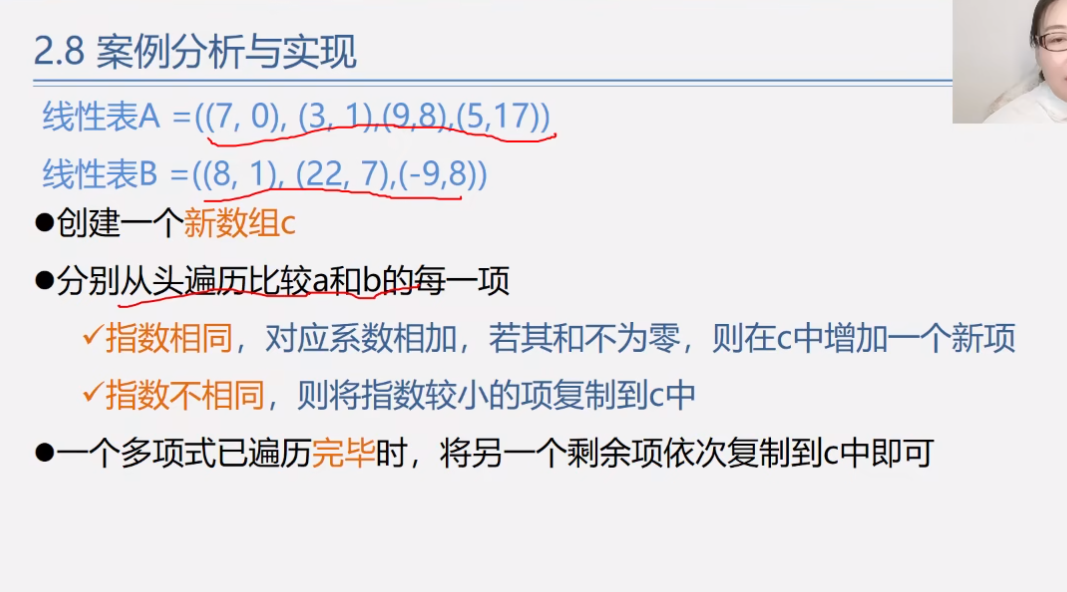 2.8 案例分析与实现
线性表A =((7, 0), (3, 1),(9,8),(5,17))
线性表B =((8, 1), (22, 7),(-9,8))
●创建一个新数组c
●分别从头遍历比较a和b的每一项
✓指数相同，对应系数相加，若其和不为零，则在c中增加一个新项
✓指数不相同，则将指数较小的项复制到c中
●一个多项式已遍历完毕时，将另一个剩余项依次复制到c中即可